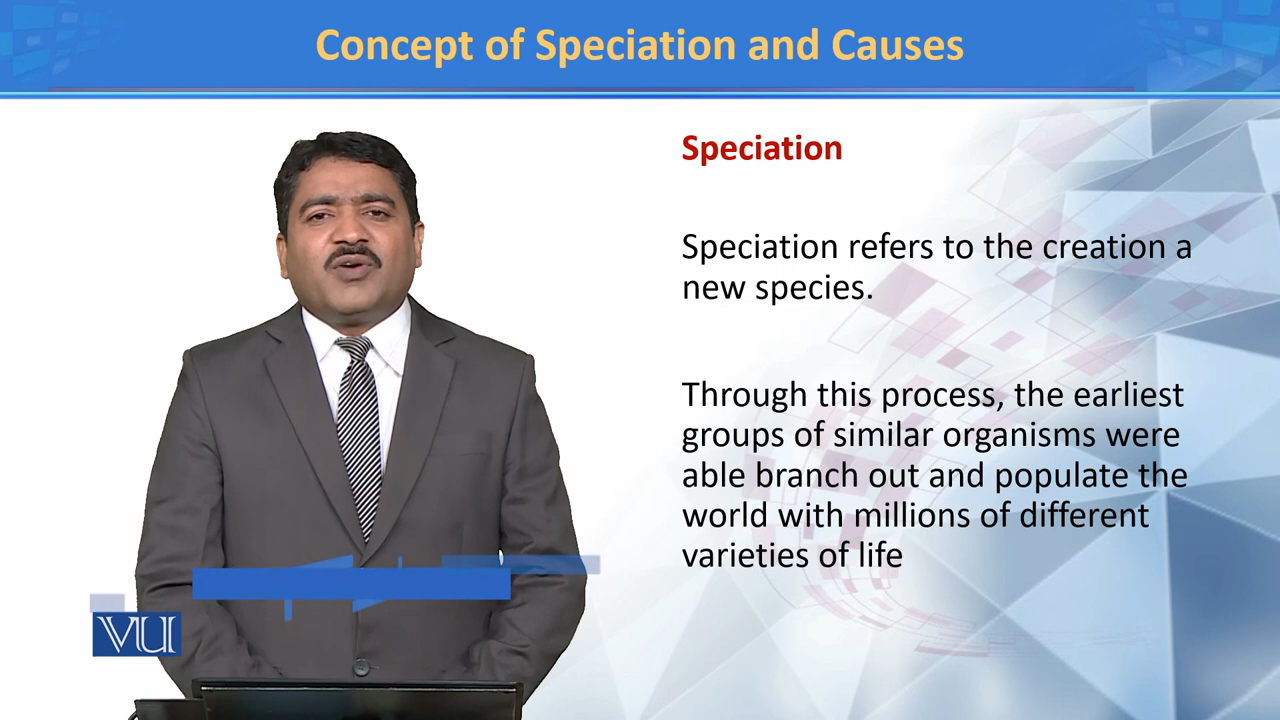 Concept of Speciation and Causes
Speciation
Speciation refers to the creation a
new species.
Through this process, the earliest
groups of similar organisms were
able branch out and populate the
world with millions of different
varieties of life
VU